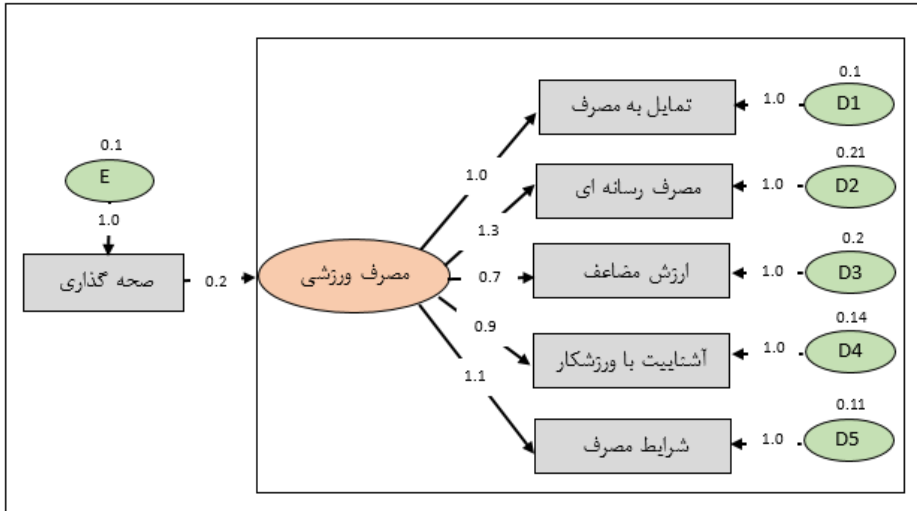 0.1
E
1.0
صحه گذاری
0.2
مصرف ورزشی
1.0
1.3
0.7
0.9
1.1
تمایل به مصرف
1.0
0.1
D1
مصرف رسانه ای
1.0
0.21
D2
ارزش مضاعف
1.0
0.2
D3
آشناییت با ورزشکار
1.0
0.14
D4
شرایط مصرف
1.0
0.11
D5